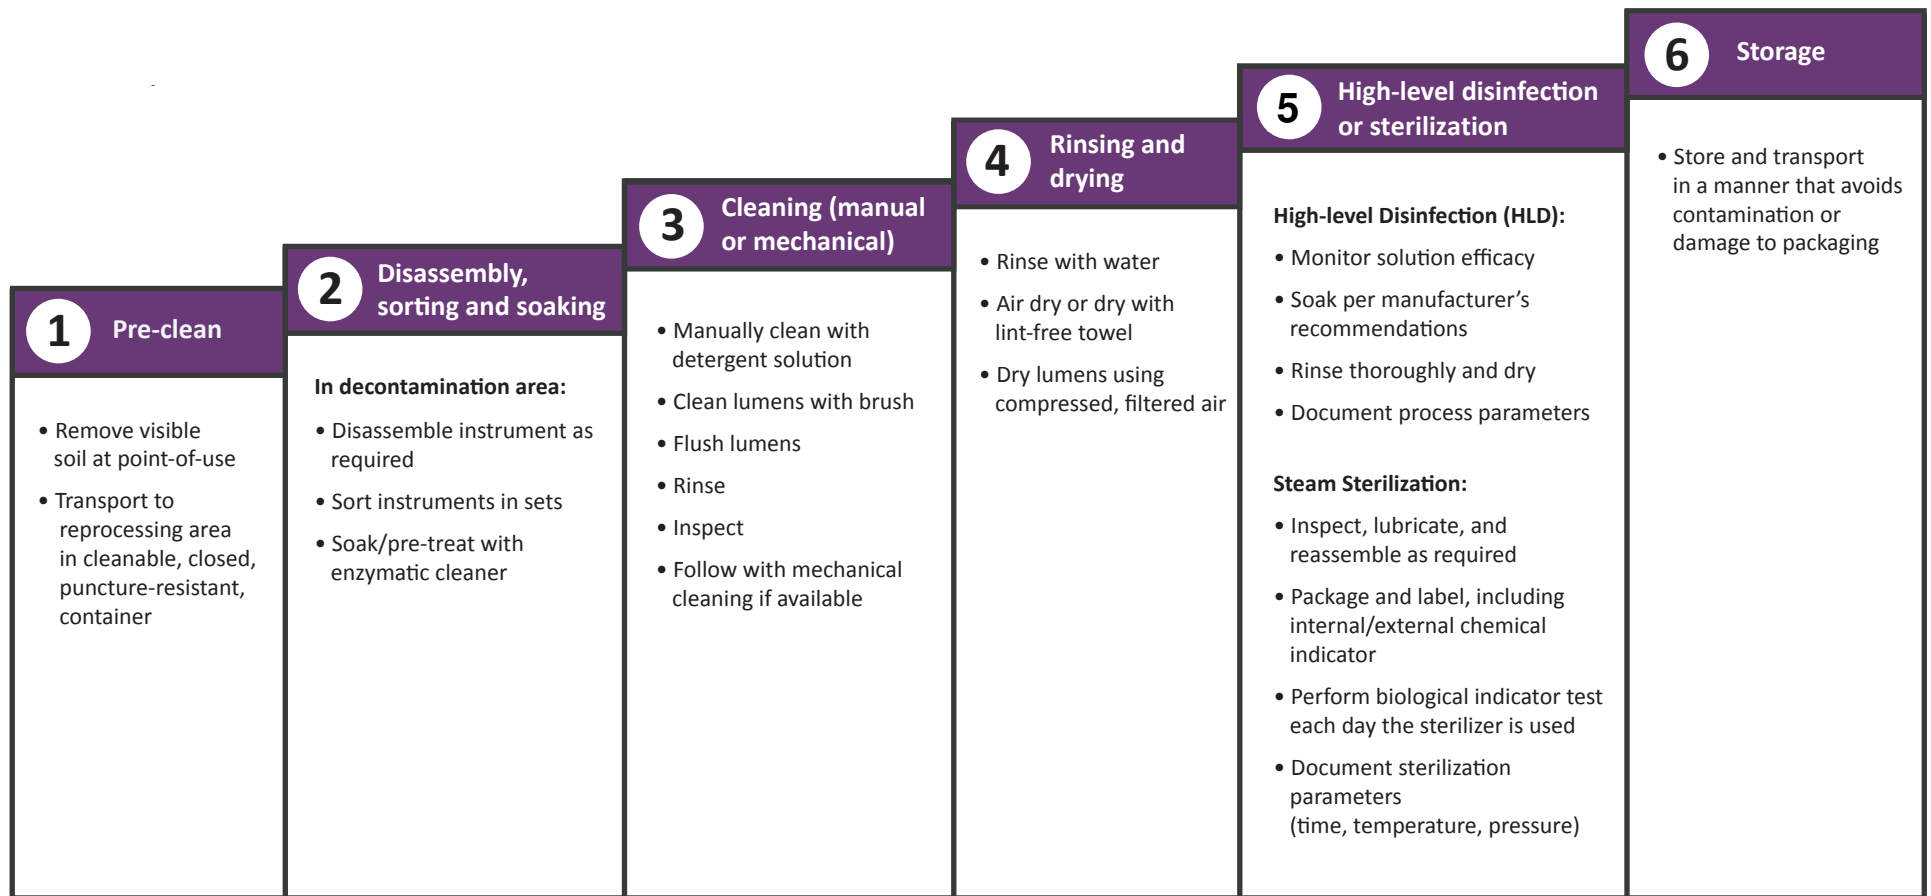 1
Pre-clean
• Remove visible
soil at point-of-use
• Transport to
reprocessing area
in cleanable, closed,
puncture-resistant,
container
2
Disassembly,
sorting and soaking
In decontamination area:
• Disassemble instrument as
required
• Sort instruments in sets
• Soak/pre-treat with
enzymatic cleaner
3
Cleaning (manual
or mechanical)
• Manually clean with
detergent solution
• Clean lumens with brush
• Flush lumens
• Rinse
• Inspect
• Follow with mechanical
cleaning if available
4
Rinsing and
drying
• Rinse with water
• Air dry or dry with
lint-free towel
• Dry lumens using
compressed, filtered air
5
High-level disinfection
or sterilization
High-level Disinfection (HLD):
• Monitor solution efficacy
• Soak per manufacturer’s
recommendations
• Rinse thoroughly and dry
• Document process parameters
Steam Sterilization:
• Inspect, lubricate, and
reassemble as required
• Package and label, including
internal/external chemical
indicator
• Perform biological indicator test
each day the sterilizer is used
• Document sterilization
parameters
(time, temperature, pressure)
6
Storage
• Store and transport
in a manner that avoids
contamination or
damage to packaging